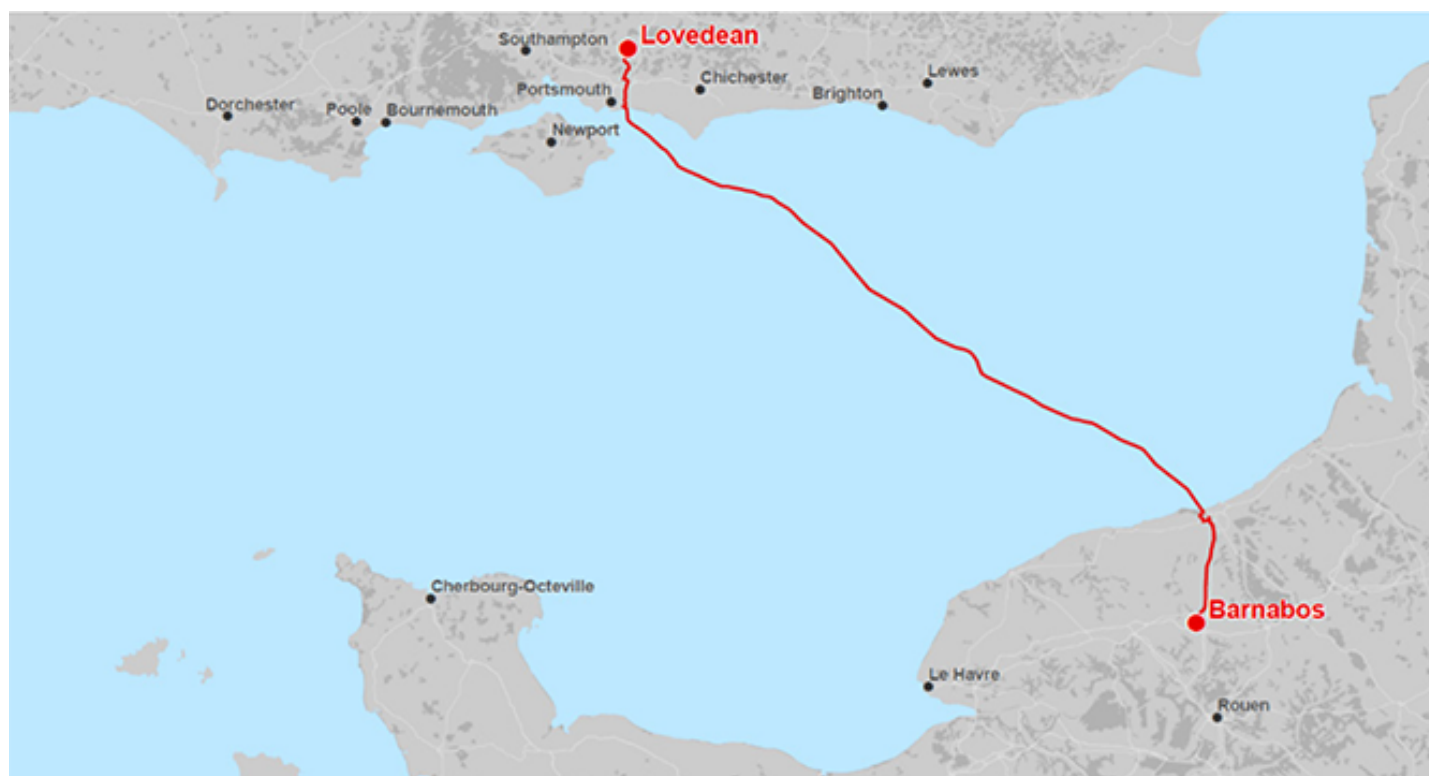 Southampton
Lovedean
Chichester
Lewes
Portsmouth
Brighton
Dorchester
Poole
Bournemouth
Newport
Cherbourg-Octeville
Barnabos
Le Havre
Rouen